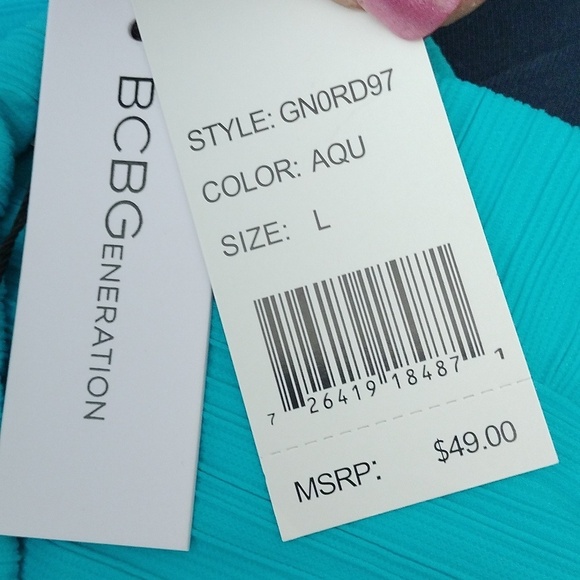 BCBGENERATION
STYLE: GN0RD97
COLOR: AQU
SIZE: L
7 26419 18487 1
MSRP: $49.00